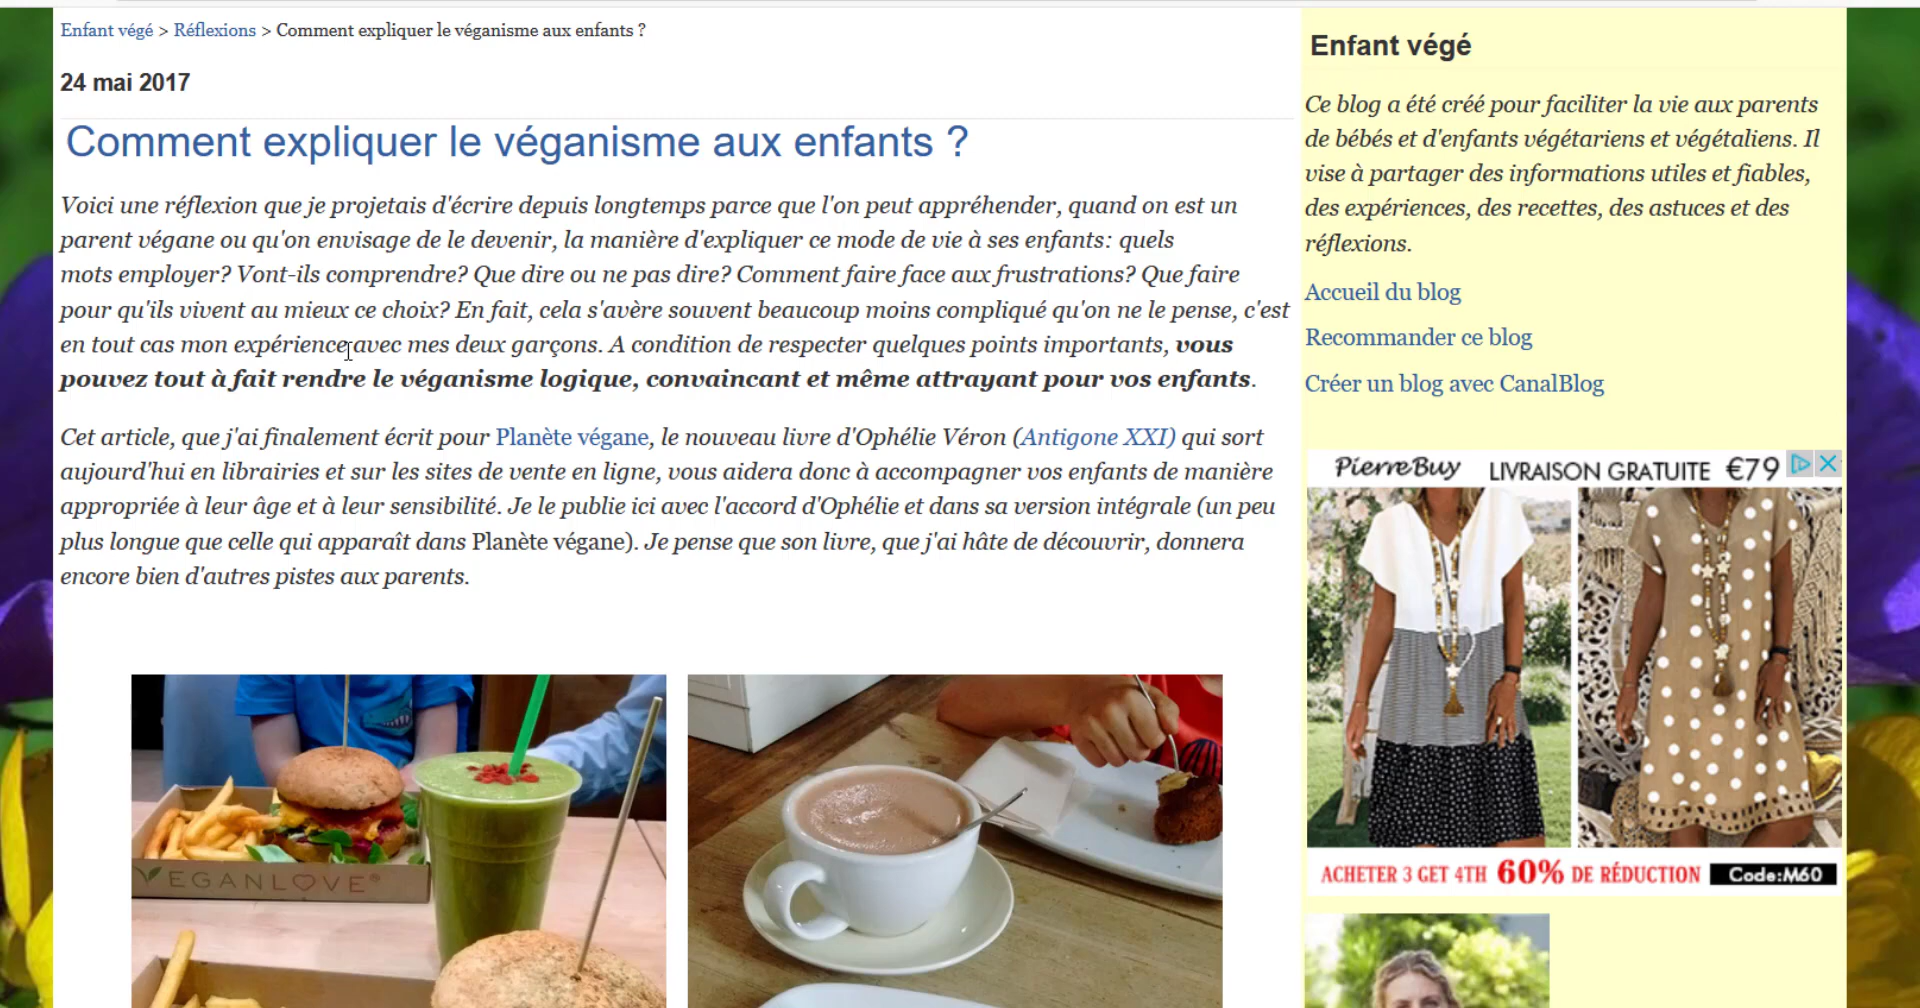 Enfant végé > Réflexions > Comment expliquer le véganisme aux enfants ?
24 mai 2017
Comment expliquer le véganisme aux enfants ?
Voici une réflexion que je projetais d'écrire depuis longtemps parce que l'on peut appréhender, quand on est un
parent végane ou qu'on envisage de le devenir, la manière d'expliquer ce mode de vie à ses enfants: quels
mots employer? Vont-ils comprendre? Que dire ou ne pas dire? Comment faire face aux frustrations? Que faire
pour qu'ils vivent au mieux ce choix? En fait, cela s'avère souvent beaucoup moins compliqué qu'on ne le pense, c'est
en tout cas mon expérience avec mes deux garçons. A condition de respecter quelques points importants, vous
pouvez tout à fait rendre le véganisme logique, convaincant et même attrayant pour vos enfants.
Cet article, que j'ai finalement écrit pour Planète végane, le nouveau livre d'Ophélie Véron (Antigone XXI) qui sort
aujourd'hui en librairies et sur les sites de vente en ligne, vous aidera donc à accompagner vos enfants de manière
appropriée à leur âge et à leur sensibilité. Je le publie ici avec l'accord d'Ophélie et dans sa version intégrale (un peu
plus longue que celle qui apparaît dans Planète végane). Je pense que son livre, que j'ai hâte de découvrir, donnera
encore bien d'autres pistes aux parents.
VEGANLOVE®
Enfant végé
Ce blog a été créé pour faciliter la vie aux parents
de bébés et d'enfants végétariens et végétaliens. Il
vise à partager des informations utiles et fiables,
des expériences, des recettes, des astuces et des
réflexions.
Accueil du blog
Recommander ce blog
Créer un blog avec CanalBlog
PierreBuy LIVRAISON GRATUITE €79
ACHETER 3 GET 4TH 60% DE RÉDUCTION Code:M60